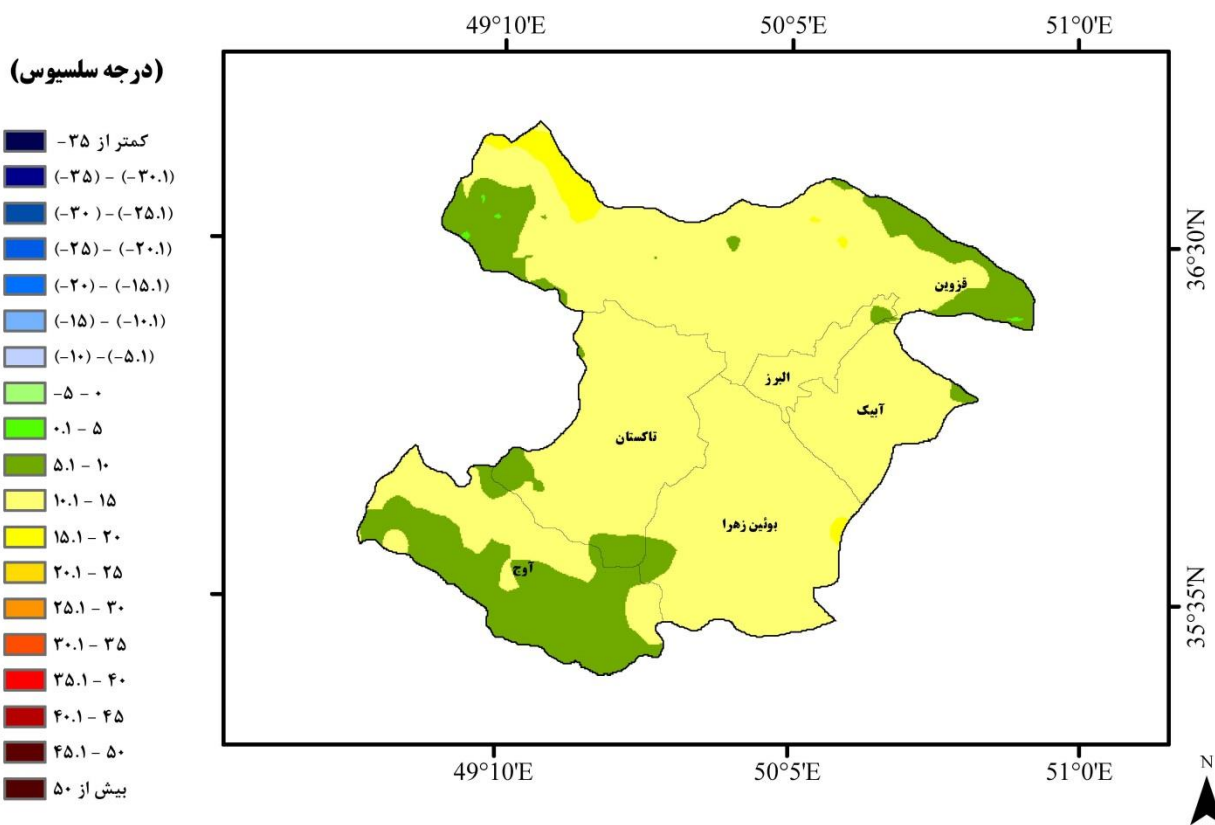 49°10'E 50°5'E 51°0'E
(درجه سلسیوس)
کمتر از ۳۵ -
(-۳۵) - (-۳۰.۱)
(-۳۰ ) - (-۲۵.۱)
(-۲۵) - (-۲۰.۱)
(-۲۰) - (-۱۵.۱)
(-۱۵) - (-۱۰.۱)
(-۱۰) - (-۵.۱)
-۵ - ۰
۰.۱ - ۵
۵.۱ - ۱۰
۱۰.۱ - ۱۵
۱۵.۱ - ۲۰
۲۰.۱ - ۲۵
۲۵.۱ - ۳۰
۳۰.۱ - ۳۵
۳۵.۱ - ۴۰
۴۰.۱ - ۴۵
۴۵.۱ - ۵۰
بیش از ۵۰
قزوین
البرز
آبیک
تاکستان
بوئین زهرا
آوج
36°30'N
35°35'N
49°10'E 50°5'E 51°0'E
N